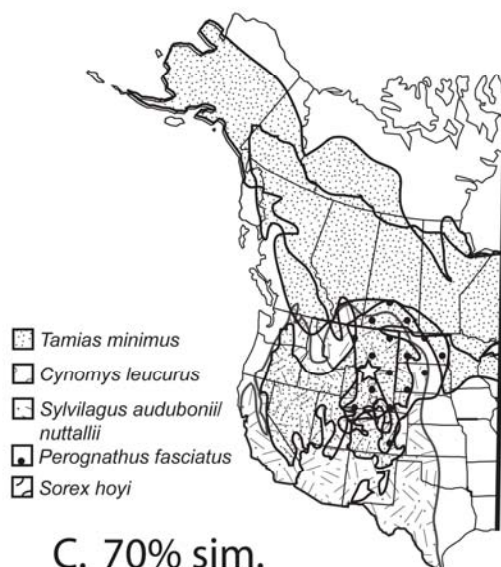 Tamias minimus
Cynomys leucurus
Sylvilagus audubonii/
nuttallii
Perognathus fasciatus
Sorex hoyi
C. 70% sim.